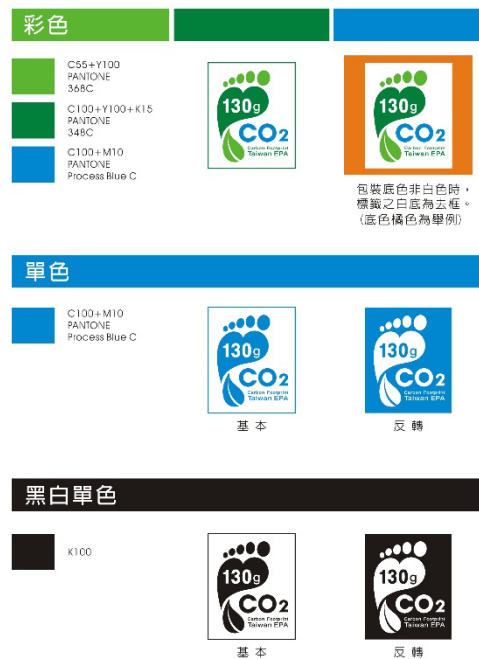 彩色
C55+Y100
PANTONE
368C
C100+Y100+K15
PANTONE
348C
C100+M10
PANTONE
Process Blue C
130g
CO2
Carbon Footprint
Taiwan EPA
130g
CO2
Carbon Footprint
Taiwan EPA
包裝底色非白色時，
標籤之白底為去框。
(底色橘色為舉例)
單色
C100+M10
PANTONE
Process Blue C
130g
CO2
Carbon Footprint
Taiwan EPA
基本
130g
CO2
Carbon Footprint
Taiwan EPA
反轉
黑白單色
K100
130g
CO2
Carbon Footprint
Taiwan EPA
基本
130g
CO2
Carbon Footprint
Taiwan EPA
反轉